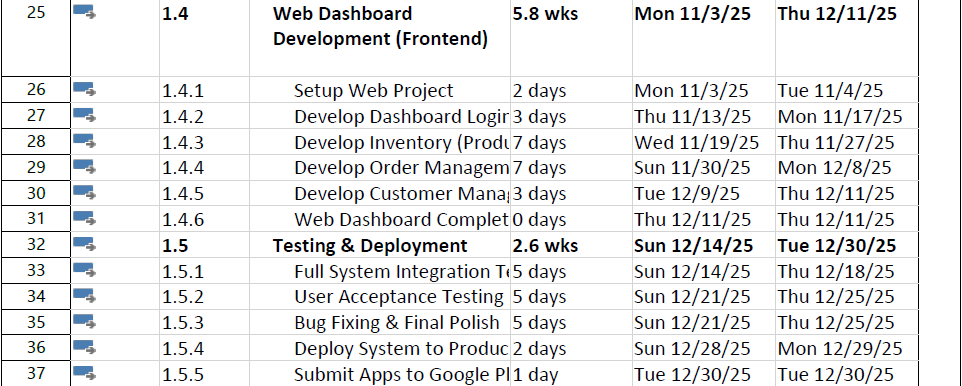 25 1.4 Web Dashboard 5.8 wks Mon 11/3/25 Thu 12/11/25
Development (Frontend)
26 1.4.1 Setup Web Project 2 days Mon 11/3/25 Tue 11/4/25
27 1.4.2 Develop Dashboard Login 3 days Thu 11/13/25 Mon 11/17/25
28 1.4.3 Develop Inventory (Produ 7 days Wed 11/19/25 Thu 11/27/25
29 1.4.4 Develop Order Managem 7 days Sun 11/30/25 Mon 12/8/25
30 1.4.5 Develop Customer Mana 3 days Tue 12/9/25 Thu 12/11/25
31 1.4.6 Web Dashboard Complet 0 days Thu 12/11/25 Thu 12/11/25
32 1.5 Testing & Deployment 2.6 wks Sun 12/14/25 Tue 12/30/25
33 1.5.1 Full System Integration Te 5 days Sun 12/14/25 Thu 12/18/25
34 1.5.2 User Acceptance Testing 5 days Sun 12/21/25 Thu 12/25/25
35 1.5.3 Bug Fixing & Final Polish 5 days Sun 12/21/25 Thu 12/25/25
36 1.5.4 Deploy System to Produc 2 days Sun 12/28/25 Mon 12/29/25
37 1.5.5 Submit Apps to Google Pl 1 day Tue 12/30/25 Tue 12/30/25